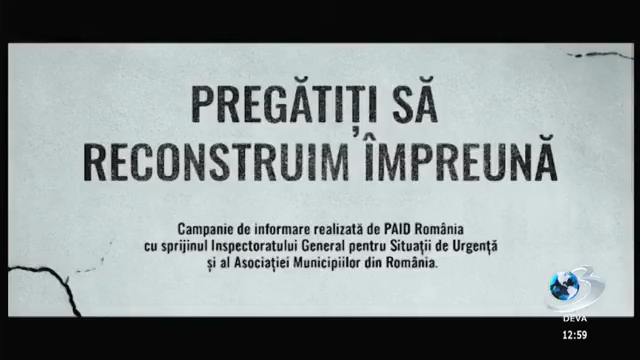 PREGĂTIȚI SĂ
RECONSTRUIM ÎMPREUNĂ
Campanie de informare realizată de PAID România
cu sprijinul Inspectoratului General pentru Situații de Urgență
și al Asociației Municipiilor din România.
3
DEVA
12:59